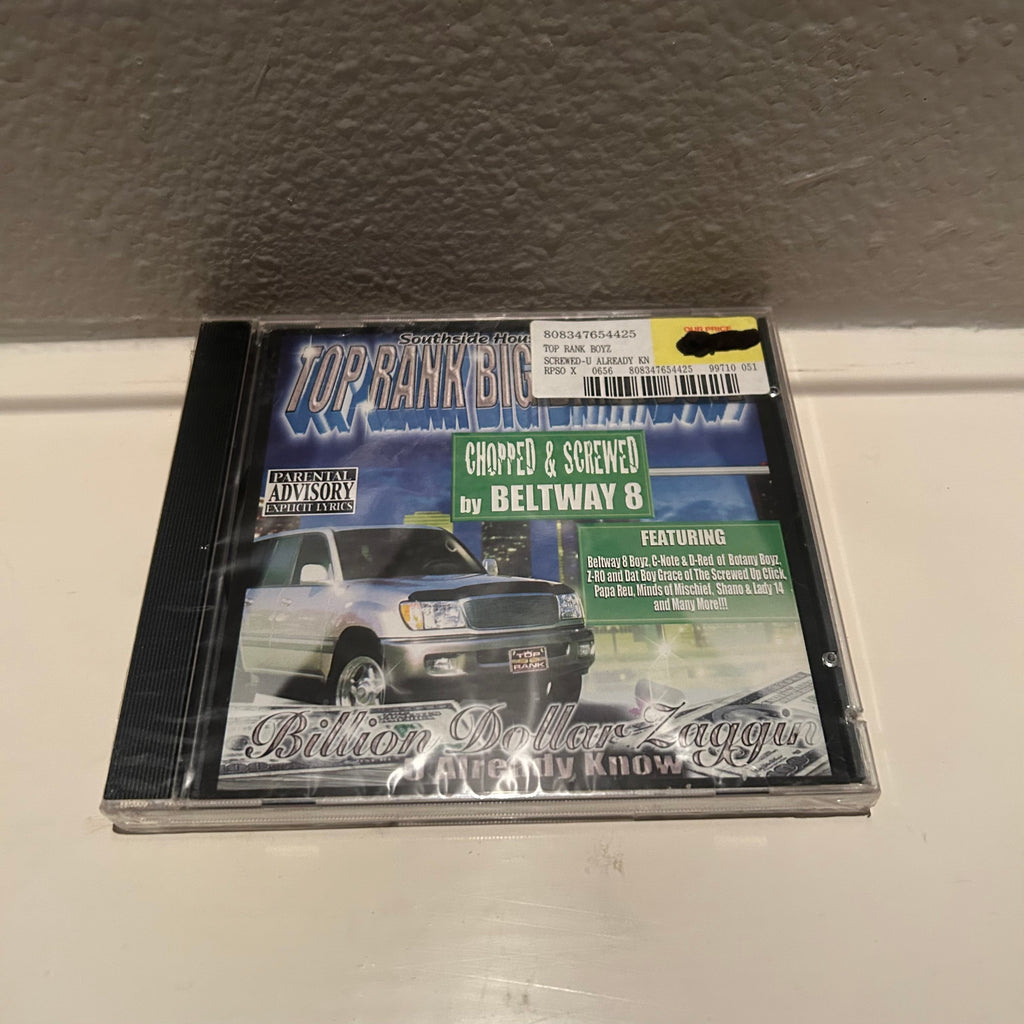 Southside Hou
808347654425
OUR PRICE
TOP RANK BOYZ
SCREWED-U ALREADY KN
RPSO X 0656 808347654425 99710 051
TOP RANK BIG
CHOPPED & SCREWED
by BELTWAY 8
PARENTAL
ADVISORY
EXPLICIT LYRICS
FEATURING
Beltway 8 Boyz, C-Note & D-Red of Botany Boyz,
Z-RO and Dat Boy Grace of The Screwed Up Click,
Papa Reu, Minds of Mischief, Shano & Lady 14
and Many More!!!
TOP
RANK
Billion Dollar Zaggin
U Already Know